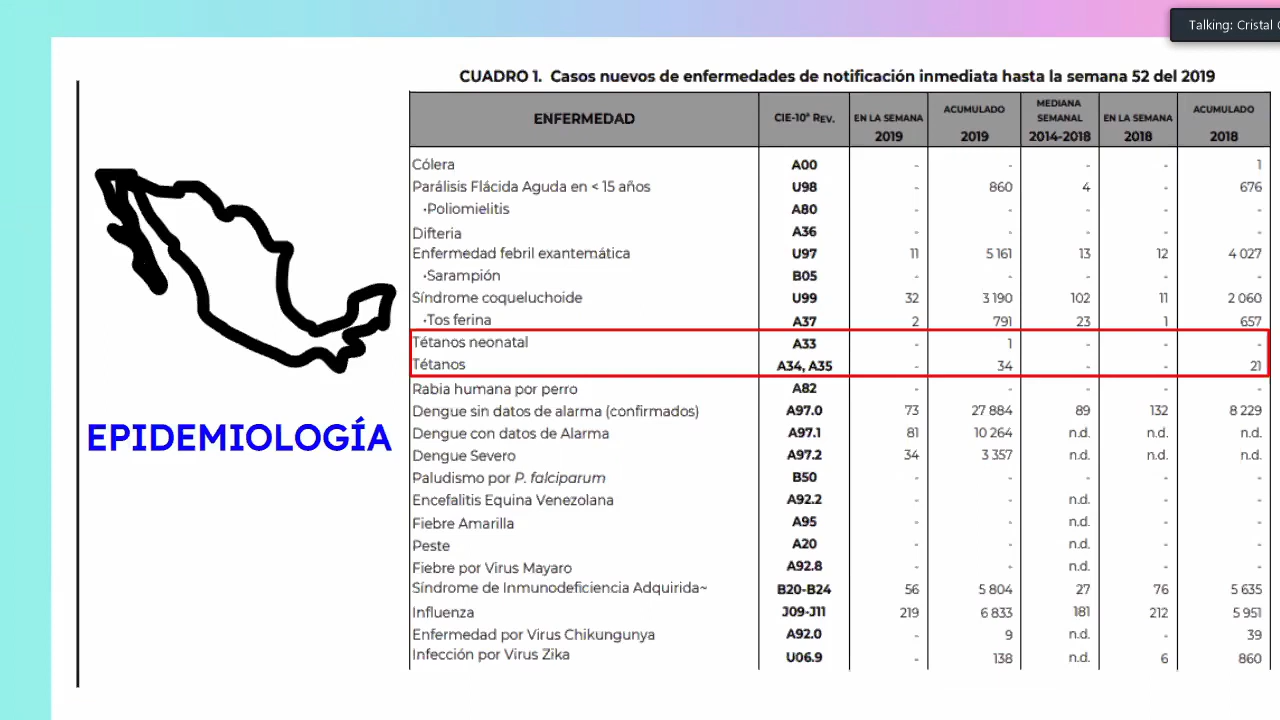 Talking: Cristal
CUADRO 1. Casos nuevos de enfermedades de notificación inmediata hasta la semana 52 del 2019
ENFERMEDAD CIE-10ª REV. EN LA SEMANA 2019 ACUMULADO 2019 MEDIANA SEMANAL 2014-2018 EN LA SEMANA 2018 ACUMULADO 2018
Cólera A00 - - - - 1
Parálisis Flácida Aguda en < 15 años U98 - 860 4 - 676
·Poliomielitis A80 - - - - -
Difteria A36 - - - - -
Enfermedad febril exantemática U97 11 5 161 13 12 4 027
·Sarampión B05 - - - - -
Síndrome coqueluchoide U99 32 3 190 102 11 2 060
·Tos ferina A37 2 791 23 1 657
Tétanos neonatal A33 - 1 - - -
Tétanos A34, A35 - 34 - - 21
Rabia humana por perro A82 - - - - -
Dengue sin datos de alarma (confirmados) A97.0 73 27 884 89 132 8 229
Dengue con datos de Alarma A97.1 81 10 264 n.d. n.d. n.d.
Dengue Severo A97.2 34 3 357 n.d. n.d. n.d.
Paludismo por P. falciparum B50 - - - - -
Encefalitis Equina Venezolana A92.2 - - n.d. - -
Fiebre Amarilla A95 - - n.d. - -
Peste A20 - - n.d. - -
Fiebre por Virus Mayaro A92.8 - - n.d. - -
Síndrome de Inmunodeficiencia Adquirida~ B20-B24 56 5 804 27 76 5 635
Influenza J09-J11 219 6 833 181 212 5 951
Enfermedad por Virus Chikungunya A92.0 - 9 n.d. - 39
Infección por Virus Zika U06.9 - 138 n.d. 6 860
EPIDEMIOLOGÍA